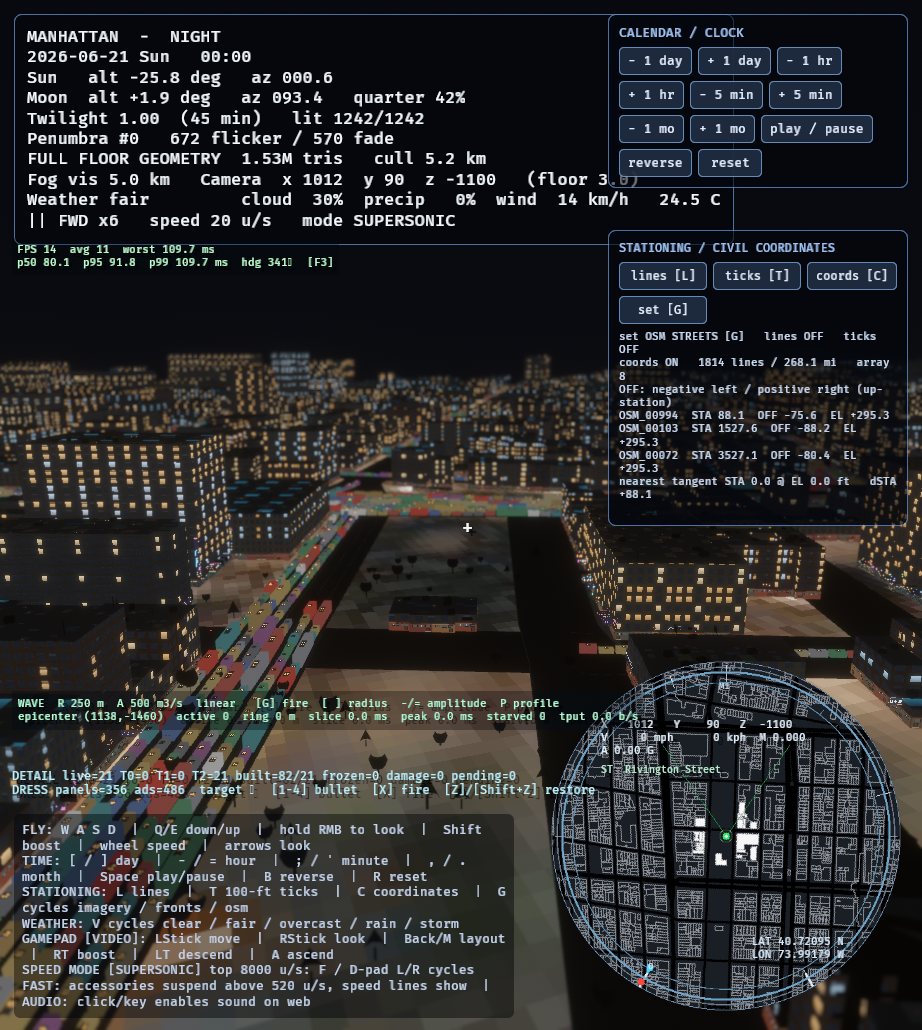 MANHATTAN - NIGHT
2026-06-21 Sun 00:00
Sun alt -25.8 deg az 000.6
Moon alt +1.9 deg az 093.4 quarter 42%
Twilight 1.00 (45 min) lit 1242/1242
Penumbra #0 672 flicker / 570 fade
FULL FLOOR GEOMETRY 1.53M tris cull 5.2 km
Fog vis 5.0 km Camera x 1012 y 90 z -1100 (floor 3.0)
Weather fair cloud 30% precip 0% wind 14 km/h 24.5 C
|| FWD x6 speed 20 u/s mode SUPERSONIC
FPS 14 avg 11 worst 109.7 ms
p50 80.1 p95 91.8 p99 109.7 ms hdg 341 [F3]
CALENDAR / CLOCK
- 1 day + 1 day - 1 hr
+ 1 hr - 5 min + 5 min
- 1 mo + 1 mo play / pause
reverse reset
STATIONING / CIVIL COORDINATES
lines [L] ticks [T] coords [C]
set [G]
set OSM STREETS [G] lines OFF ticks
OFF
coords ON 1814 lines / 268.1 mi array
8
OFF: negative left / positive right (up-
station)
OSM_00994 STA 88.1 OFF -75.6 EL +295.3
OSM_00103 STA 1527.6 OFF -88.2 EL
+295.3
OSM_00072 STA 3527.1 OFF -80.4 EL
+295.3
nearest tangent STA 0.0 @ EL 0.0 ft dSTA
+88.1
WAVE R 250 m A 500 m3/s linear [G] fire [ ] radius -/= amplitude P profile
epicenter (1138,-1460) active 0 ring 0 m slice 0.0 ms peak 0.0 ms starved 0 tput 0.0 b/s
DETAIL live=21 T0=0 T1=0 T2=21 built=82/21 frozen=0 damage=0 pending=0
DRESS panels=356 ads=486 target [1-4] bullet [X] fire [Z]/[Shift+Z] restore
FLY: W A S D | Q/E down/up | hold RMB to look | Shift
boost | wheel speed | arrows look
TIME: [ / ] day | - / = hour | ; / ' minute | , / .
month | Space play/pause | B reverse | R reset
STATIONING: L lines | T 100-ft ticks | C coordinates | G
cycles imagery / fronts / osm
WEATHER: V cycles clear / fair / overcast / rain / storm
GAMEPAD [VIDEO]: LStick move | RStick look | Back/M layout
| RT boost | LT descend | A ascend
SPEED MODE [SUPERSONIC] top 8000 u/s: F / D-pad L/R cycles
FAST: accessories suspend above 520 u/s, speed lines show |
AUDIO: click/key enables sound on web
X 1012 Y 90 Z -1100
V 0 mph 0 kph M 0.000
A 0.00 G
ST Rivington Street
LAT 40.72095 N
LON 73.99179 W